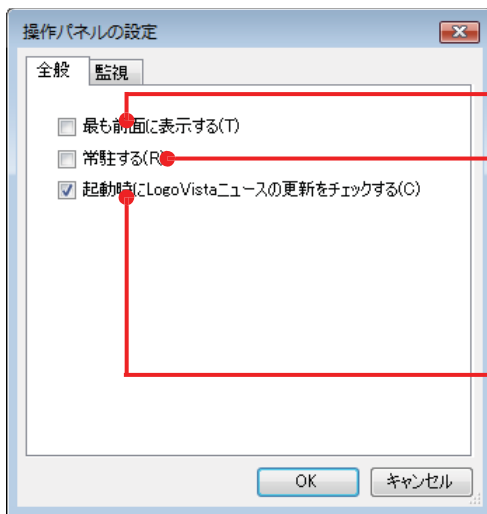 操作パネルの設定
全般 監視
最も前面に表示する(T)
常駐する(R)
起動時にLogoVistaニュースの更新をチェックする(C)
OK キャンセル